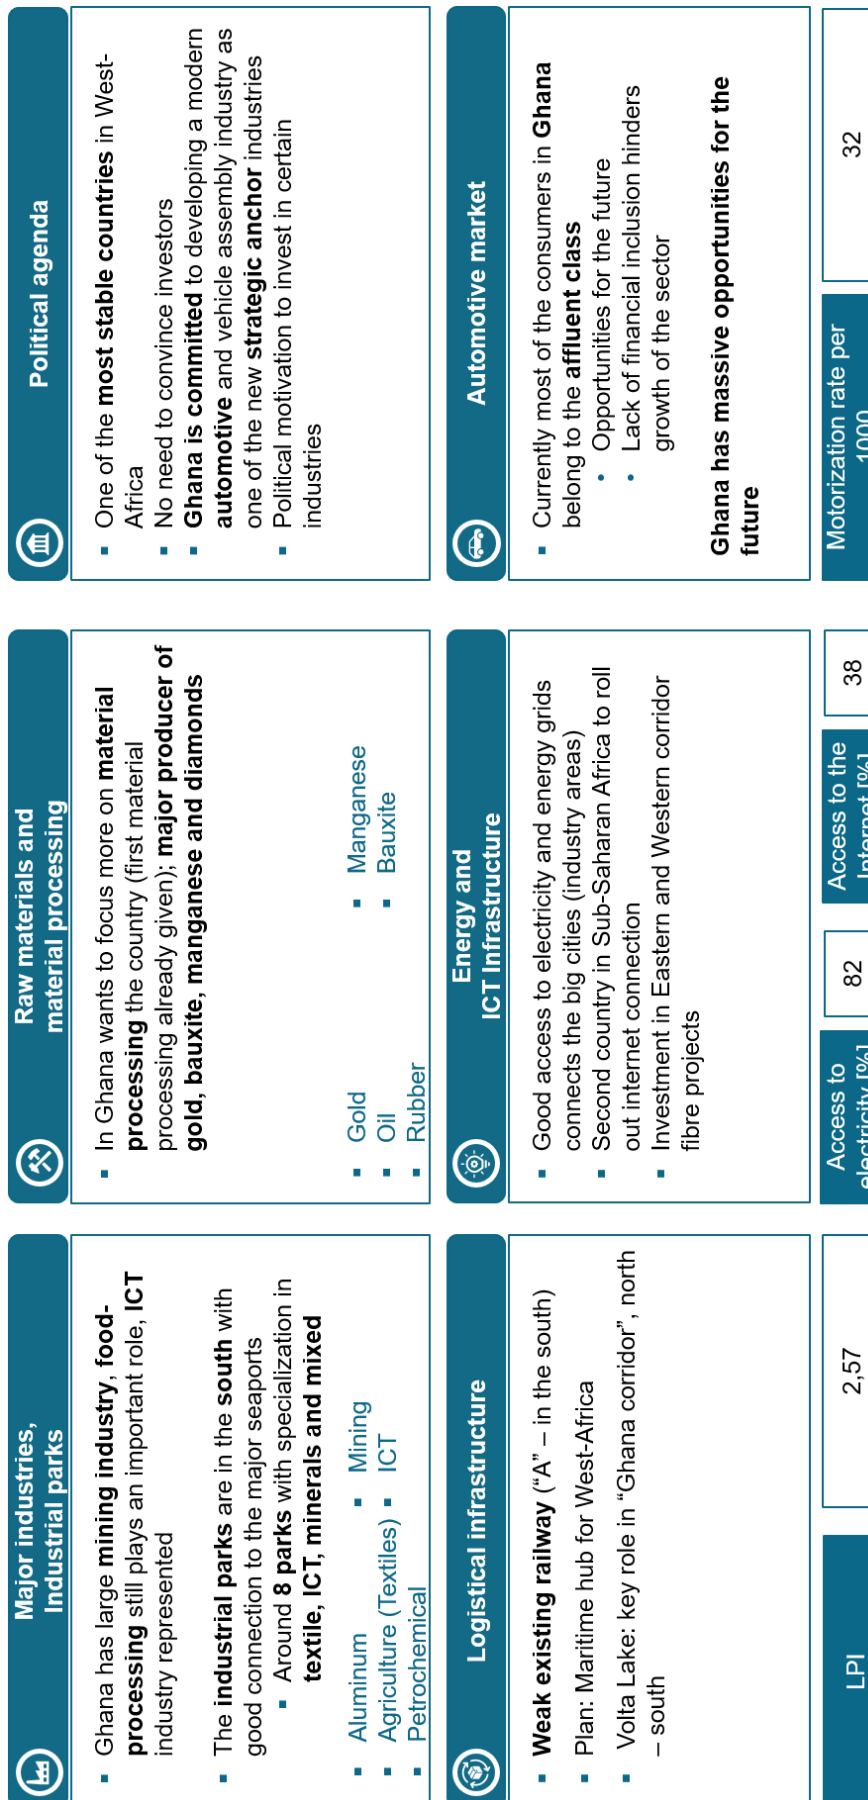 Major industries,
Industrial parks
Ghana has large mining industry, food-
processing still plays an important role, ICT
industry represented
The industrial parks are in the south with
good connection to the major seaports
Around 8 parks with specialization in
textile, ICT, minerals and mixed
Aluminum
Agriculture (Textiles)
Petrochemical
Mining
ICT
Raw materials and
material processing
In Ghana wants to focus more on material
processing the country (first material
processing already given); major producer of
gold, bauxite, manganese and diamonds
Gold
Oil
Rubber
Manganese
Bauxite
Political agenda
One of the most stable countries in West-
Africa
No need to convince investors
Ghana is committed to developing a modern
automotive and vehicle assembly industry as
one of the new strategic anchor industries
Political motivation to invest in certain
industries
Logistical infrastructure
Weak existing railway (“A” – in the south)
Plan: Maritime hub for West-Africa
Volta Lake: key role in “Ghana corridor”, north
– south
LPI
2,57
Energy and
ICT Infrastructure
Good access to electricity and energy grids
connects the big cities (industry areas)
Second country in Sub-Saharan Africa to roll
out internet connection
Investment in Eastern and Western corridor
fibre projects
Access to
electricity [%]
82
Access to the
Internet [%]
38
Automotive market
Currently most of the consumers in Ghana
belong to the affluent class
Opportunities for the future
Lack of financial inclusion hinders
growth of the sector
Ghana has massive opportunities for the
future
Motorization rate per
1000
32